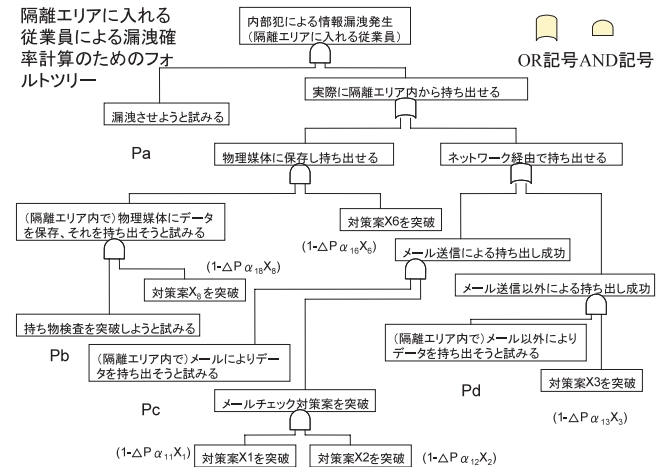 隔離エリアに入れる
従業員による漏洩確
率計算のためのフォ
ルトツリー
内部犯による情報漏洩発生
(隔離エリアに入れる従業員)
OR記号AND記号
実際に隔離エリア内から持ち出せる
漏洩させようと試みる
Pa
物理媒体に保存し持ち出せる
ネットワーク経由で持ち出せる
(隔離エリア内で)物理媒体にデータ
を保存、それを持ち出そうと試みる
対策案X6を突破
(1-△Pα₁₆X₆)
メール送信による持ち出し成功
(1-△Pα₁₈X₈)
対策案X₈を突破
メール送信以外による持ち出し成功
持ち物検査を突破しようと試みる
Pb
(隔離エリア内で)メールによりデー
タを持ち出そうと試みる
(隔離エリア内で)メール以外により
データを持ち出そうと試みる
Pc
Pd
対策案X3を突破
メールチェック対策案を突破
(1-△Pα₁₃X₃)
(1-△Pα₁₁X₁)
対策案X1を突破
対策案X2を突破
(1-△Pα₁₂X₂)